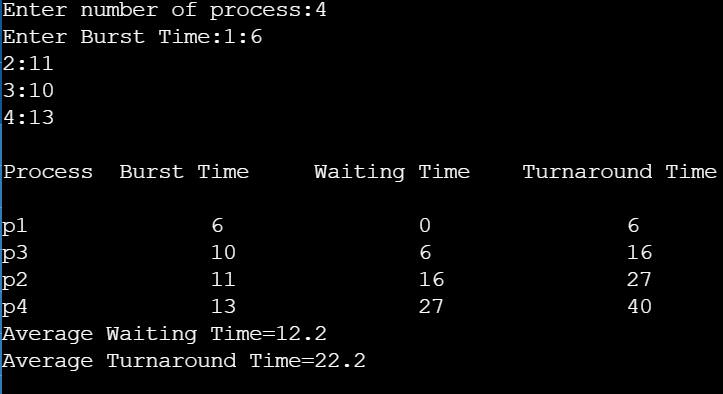 Enter number of process:4
Enter Burst Time:1:6
2:11
3:10
4:13
Process  Burst Time     Waiting Time    Turnaround Time
p1              6               0               6
p3              10              6               16
p2              11              16              27
p4              13              27              40
Average Waiting Time=12.2
Average Turnaround Time=22.2